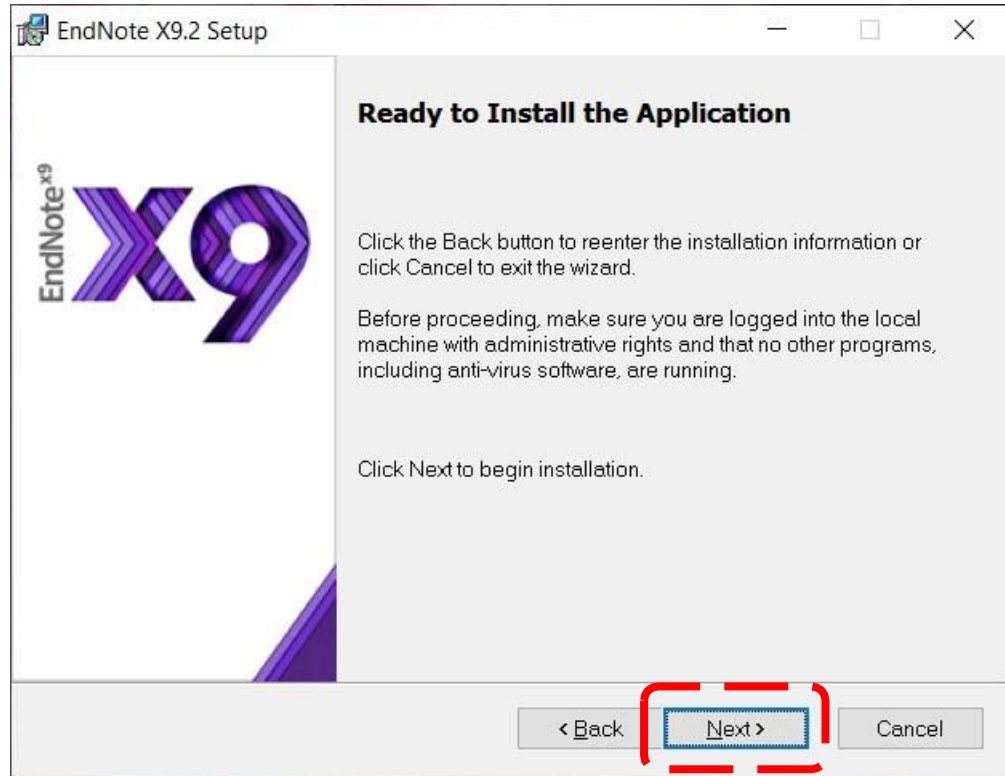 EndNote X9.2 Setup
EndNote x9
X9
Ready to Install the Application
Click the Back button to reenter the installation information or
click Cancel to exit the wizard.
Before proceeding, make sure you are logged into the local
machine with administrative rights and that no other programs,
including anti-virus software, are running.
Click Next to begin installation.
< Back
Next >
Cancel